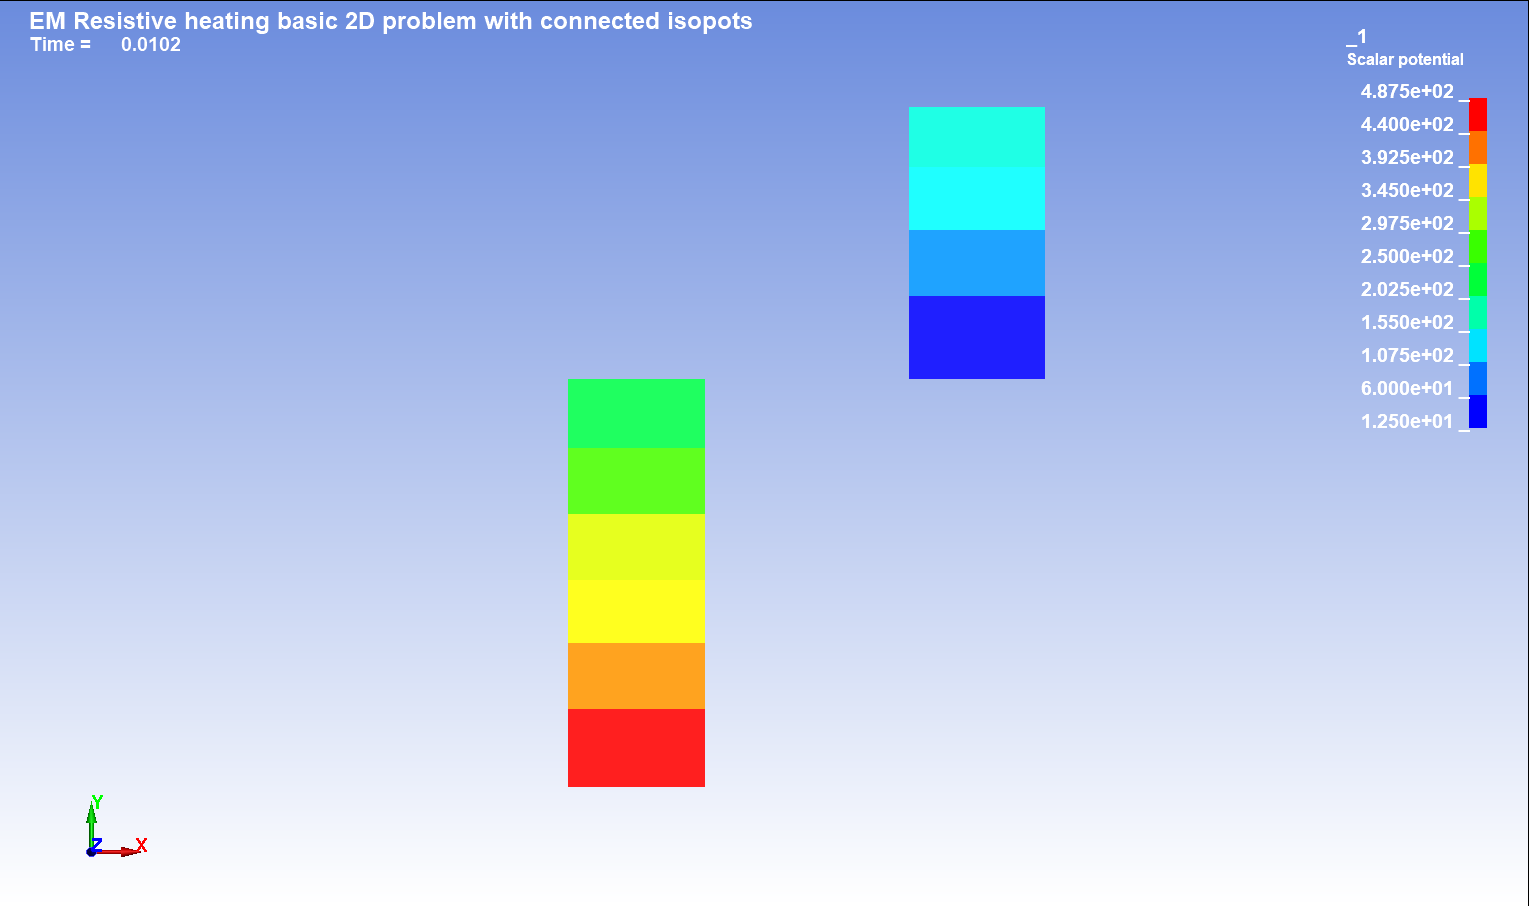 EM Resistive heating basic 2D problem with connected isopots
Time = 0.0102
_1
Scalar potential
4.875e+02
4.400e+02
3.925e+02
3.450e+02
2.975e+02
2.500e+02
2.025e+02
1.550e+02
1.075e+02
6.000e+01
1.250e+01
Y
Z X